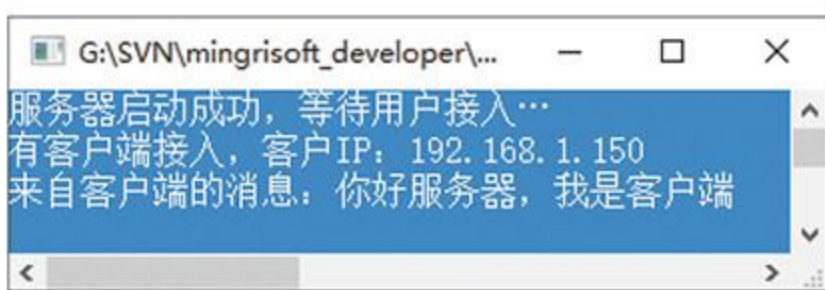 G:\SVN\mingrisoft_developer\...
服务器启动成功，等待用户接入…
有客户端接入，客户IP：192.168.1.150
来自客户端的消息：你好服务器，我是客户端